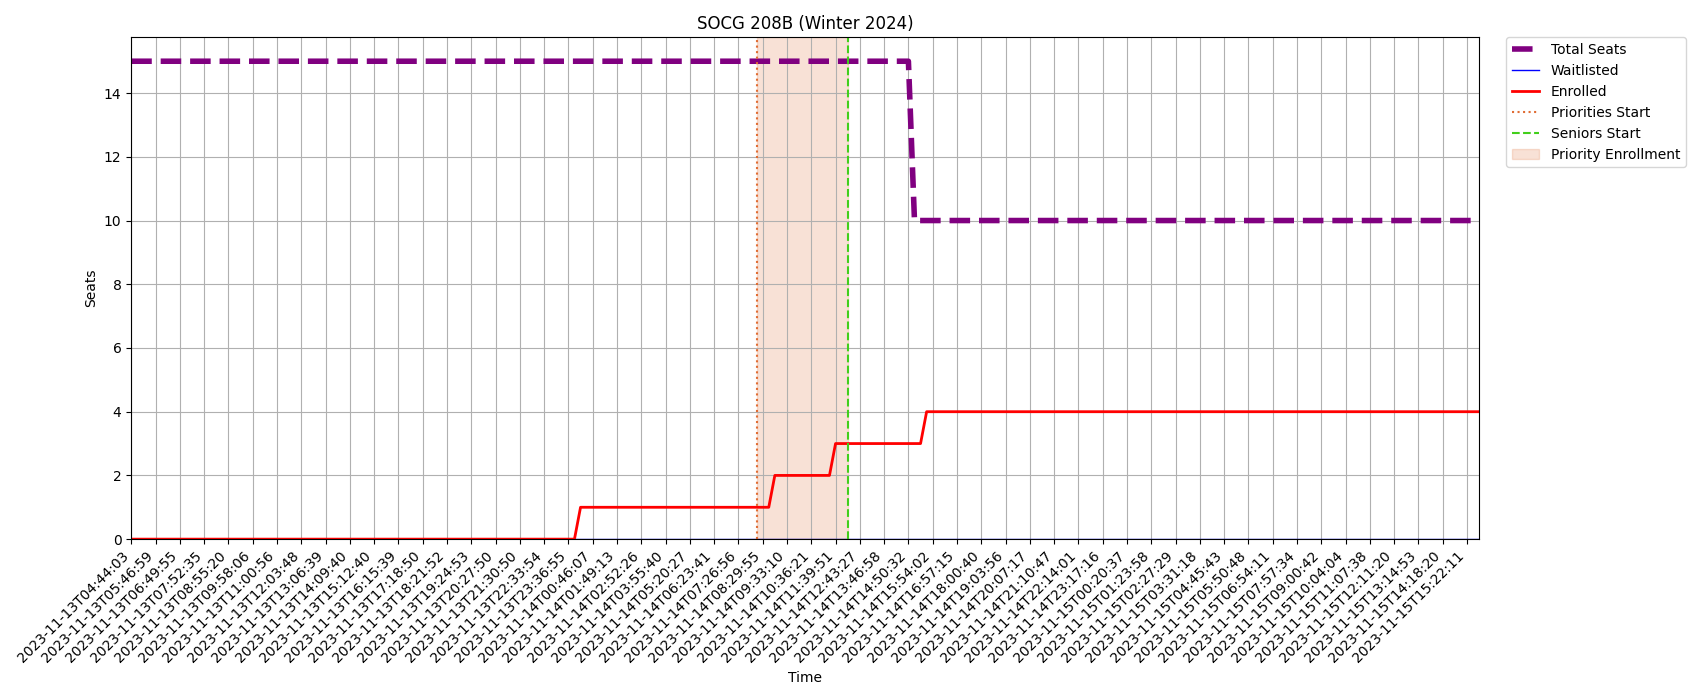 SOCG 208B (Winter 2024)
Total Seats
Waitlisted
Enrolled
Priorities Start
Seniors Start
Priority Enrollment
14
12
10
8
6
4
2
0
Seats
2023-11-13T04:44:03
2023-11-13T05:46:59
2023-11-13T06:49:55
2023-11-13T07:52:35
2023-11-13T08:55:20
2023-11-13T09:58:06
2023-11-13T11:00:56
2023-11-13T12:03:48
2023-11-13T13:06:39
2023-11-13T14:09:40
2023-11-13T15:12:40
2023-11-13T16:15:39
2023-11-13T17:18:50
2023-11-13T18:21:52
2023-11-13T19:24:53
2023-11-13T20:27:50
2023-11-13T21:30:50
2023-11-13T22:33:54
2023-11-13T23:36:55
2023-11-14T00:46:07
2023-11-14T01:49:13
2023-11-14T02:52:26
2023-11-14T03:55:40
2023-11-14T05:20:27
2023-11-14T06:23:41
2023-11-14T07:26:56
2023-11-14T08:29:55
2023-11-14T09:33:10
2023-11-14T10:36:21
2023-11-14T11:39:51
2023-11-14T12:43:27
2023-11-14T13:46:58
2023-11-14T14:50:32
2023-11-14T15:54:02
2023-11-14T16:57:15
2023-11-14T18:00:40
2023-11-14T19:03:56
2023-11-14T20:07:17
2023-11-14T21:10:47
2023-11-14T22:14:01
2023-11-14T23:17:16
2023-11-15T00:20:37
2023-11-15T01:23:58
2023-11-15T02:27:29
2023-11-15T03:31:18
2023-11-15T04:45:43
2023-11-15T05:50:48
2023-11-15T06:54:11
2023-11-15T07:57:34
2023-11-15T09:00:42
2023-11-15T10:04:04
2023-11-15T11:07:38
2023-11-15T12:11:20
2023-11-15T13:14:53
2023-11-15T14:18:20
2023-11-15T15:22:11
Time